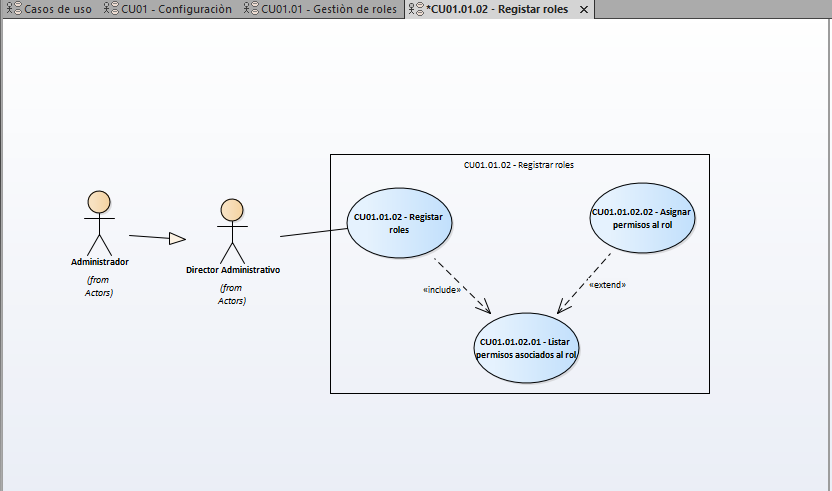 Casos de uso
CU01 - Configuraciòn
CU01.01 - Gestiòn de roles
*CU01.01.02 - Registar roles
CU01.01.02 - Registrar roles
CU01.01.02 - Registar
roles
CU01.01.02.02 - Asignar
permisos al rol
Administrador
(from
Actors)
Director Administrativo
(from
Actors)
«include»
«extend»
CU01.01.02.01 - Listar
permisos asociados al rol